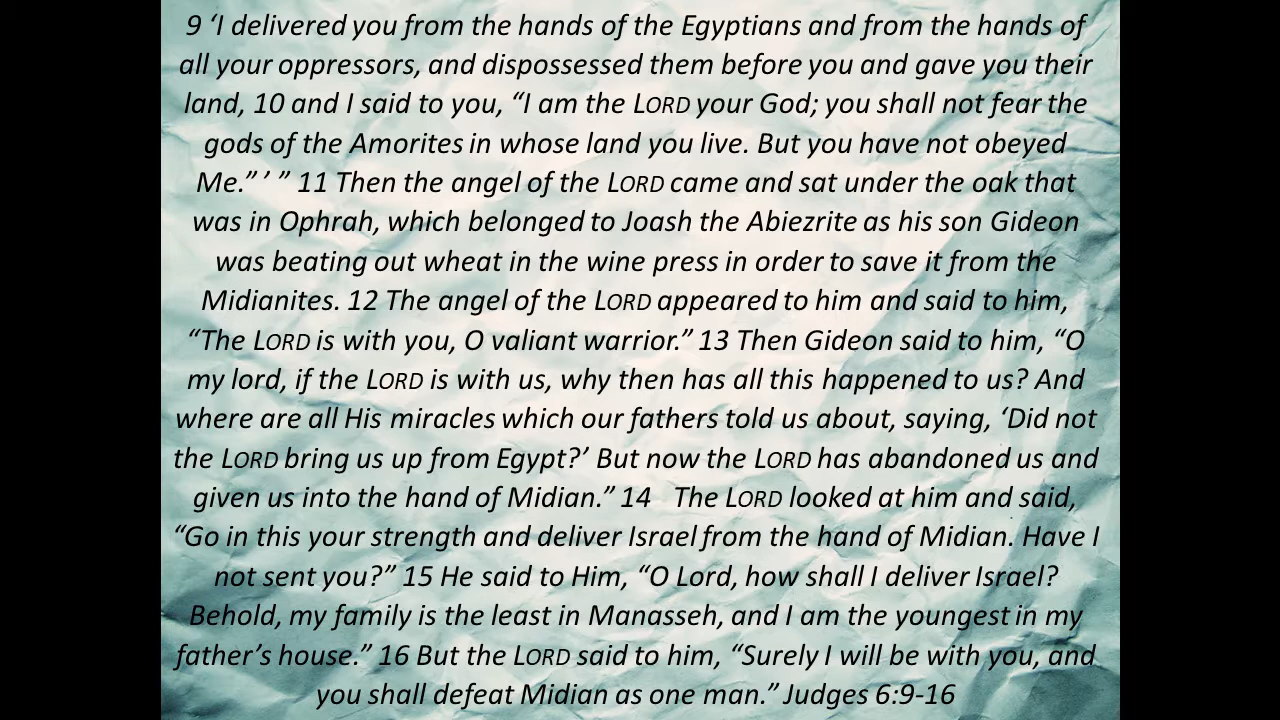 9 ‘I delivered you from the hands of the Egyptians and from the hands of
all your oppressors, and dispossessed them before you and gave you their
land, 10 and I said to you, “I am the LORD your God; you shall not fear the
gods of the Amorites in whose land you live. But you have not obeyed
Me.” ’ ” 11 Then the angel of the LORD came and sat under the oak that
was in Ophrah, which belonged to Joash the Abiezrite as his son Gideon
was beating out wheat in the wine press in order to save it from the
Midianites. 12 The angel of the LORD appeared to him and said to him,
“The LORD is with you, O valiant warrior.” 13 Then Gideon said to him, “O
my lord, if the LORD is with us, why then has all this happened to us? And
where are all His miracles which our fathers told us about, saying, ‘Did not
the LORD bring us up from Egypt?’ But now the LORD has abandoned us and
given us into the hand of Midian.” 14 The LORD looked at him and said,
“Go in this your strength and deliver Israel from the hand of Midian. Have I
not sent you?” 15 He said to Him, “O Lord, how shall I deliver Israel?
Behold, my family is the least in Manasseh, and I am the youngest in my
father’s house.” 16 But the LORD said to him, “Surely I will be with you, and
you shall defeat Midian as one man.” Judges 6:9-16